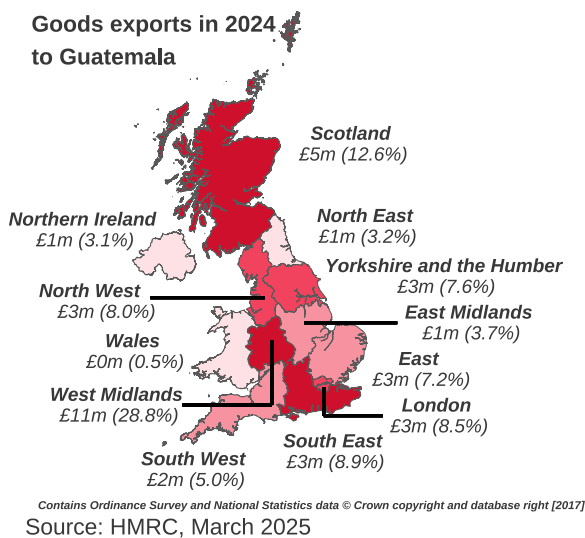 Goods exports in 2024
to Guatemala
Scotland
£5m (12.6%)
Northern Ireland
£1m (3.1%)
North East
£1m (3.2%)
Yorkshire and the Humber
£3m (7.6%)
North West
£3m (8.0%)
East Midlands
£1m (3.7%)
Wales
£0m (0.5%)
East
£3m (7.2%)
West Midlands
£11m (28.8%)
London
£3m (8.5%)
South East
£3m (8.9%)
South West
£2m (5.0%)
Contains Ordinance Survey and National Statistics data © Crown copyright and database right [2017]
Source: HMRC, March 2025